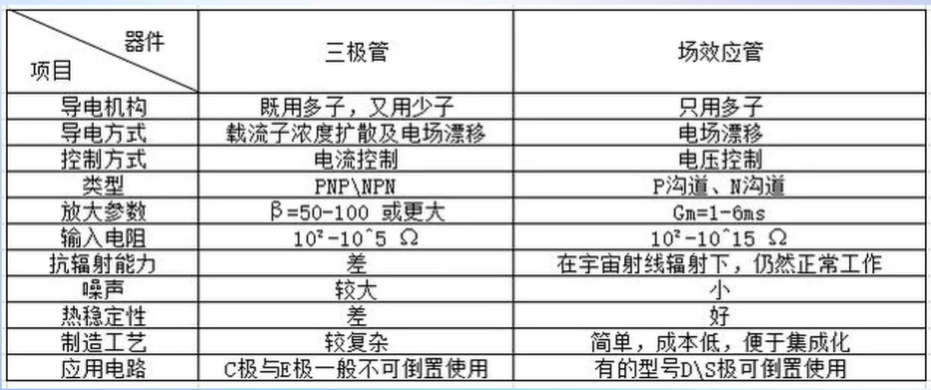 器件
项目
三极管 场效应管
导电机构 既用多子，又用少子 只用多子
导电方式 载流子浓度扩散及电场漂移 电场漂移
控制方式 电流控制 电压控制
类型 PNP\NPN P沟道、N沟道
放大参数 β=50-100 或更大 Gm=1-6ms
输入电阻 10²-10^5 Ω 10²-10^15 Ω
抗辐射能力 差 在宇宙射线辐射下，仍然正常工作
噪声 较大 小
热稳定性 差 好
制造工艺 较复杂 简单，成本低，便于集成化
应用电路 C极与E极一般不可倒置使用 有的型号D\S极可倒置使用